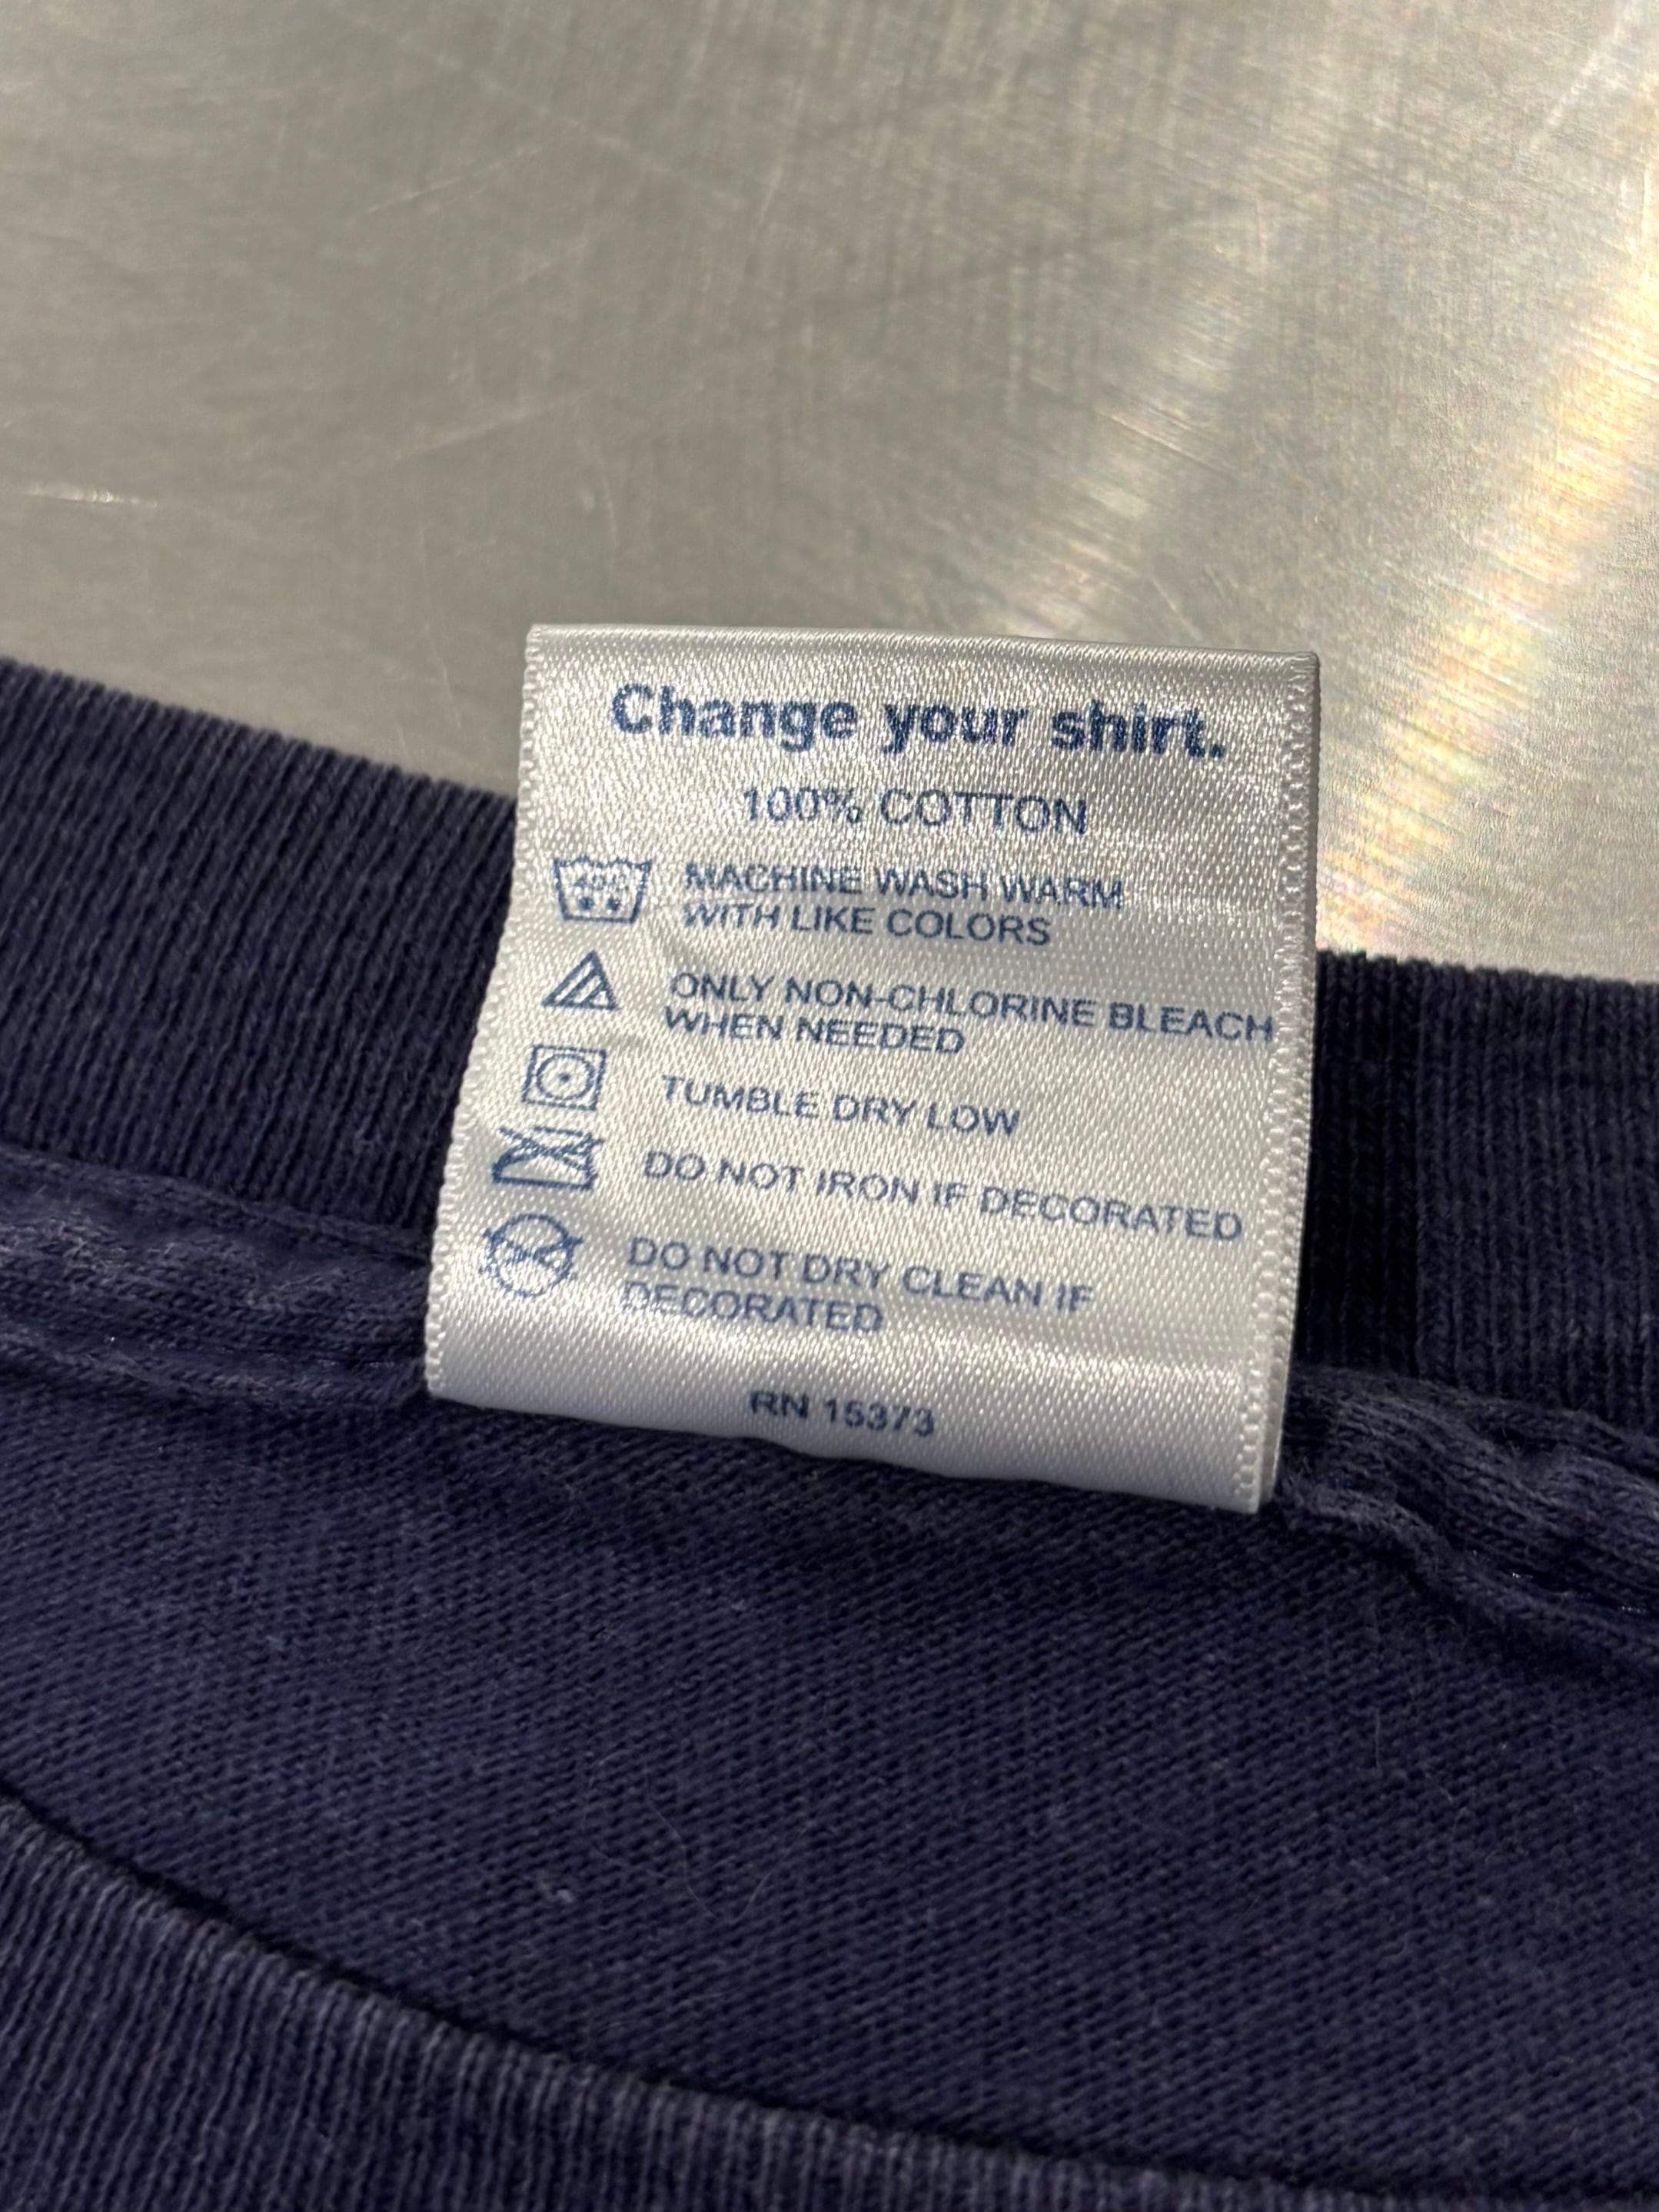 Change your shirt.
100% COTTON
40C
MACHINE WASH WARM
WITH LIKE COLORS
ONLY NON-CHLORINE BLEACH
WHEN NEEDED
TUMBLE DRY LOW
DO NOT IRON IF DECORATED
DO NOT DRY CLEAN IF
DECORATED
RN 15373